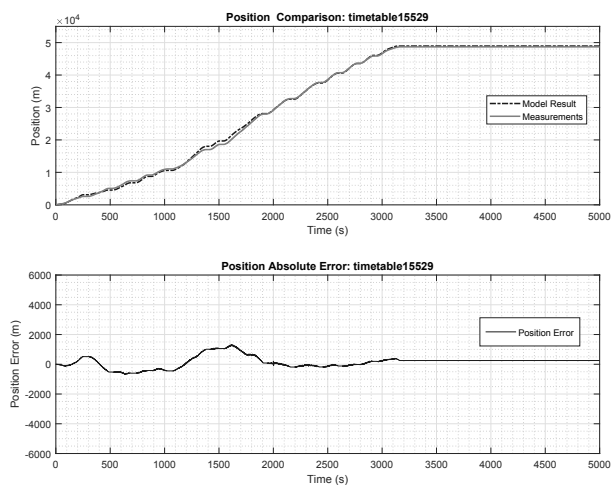 Position  Comparison: timetable15529
×10⁴
5
4
3
2
1
0
Position (m)
Model Result
Measurements
0 500 1000 1500 2000 2500 3000 3500 4000 4500 5000
Time (s)
Position Absolute Error: timetable15529
6000
4000
2000
0
-2000
-4000
-6000
Position Error (m)
Position Error
0 500 1000 1500 2000 2500 3000 3500 4000 4500 5000
Time (s)